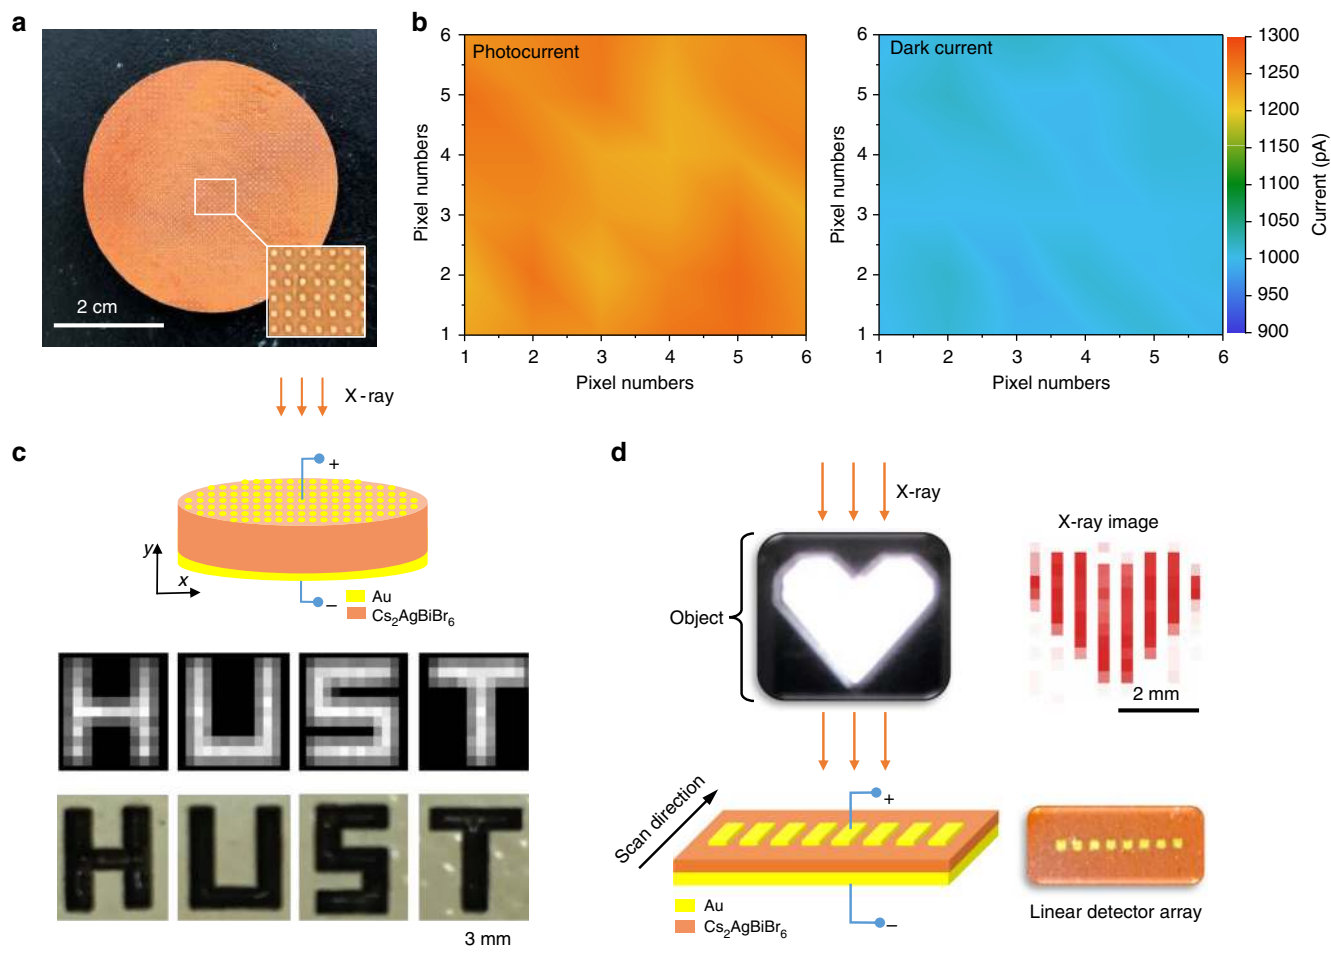 a
2 cm
b
Photocurrent
6
5
4
3
2
1
1 2 3 4 5 6
Pixel numbers
Pixel numbers
Dark current
6
5
4
3
2
1
1 2 3 4 5 6
Pixel numbers
Pixel numbers
1300
1250
1200
1150
1100
1050
1000
950
900
Current (pA)
c
X-ray
+
y
x
–
Au
Cs₂AgBiBr₆
H U S T
H U S T
3 mm
d
X-ray
Object
X-ray image
2 mm
Scan direction
+
–
Au
Cs₂AgBiBr₆
Linear detector array